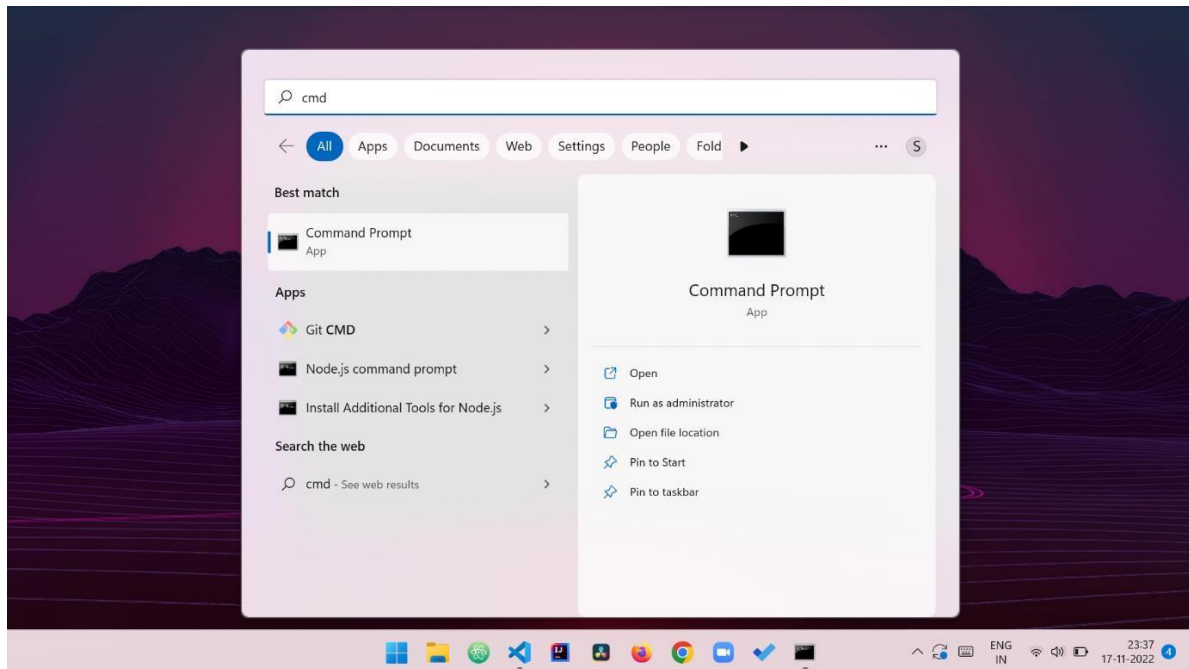 cmd
All
Apps
Documents
Web
Settings
People
Fold
S
Best match
Command Prompt
App
Apps
Git CMD
Node.js command prompt
Install Additional Tools for Node.js
Search the web
cmd - See web results
Command Prompt
App
Open
Run as administrator
Open file location
Pin to Start
Pin to taskbar
ENG
IN
23:37
17-11-2022
4